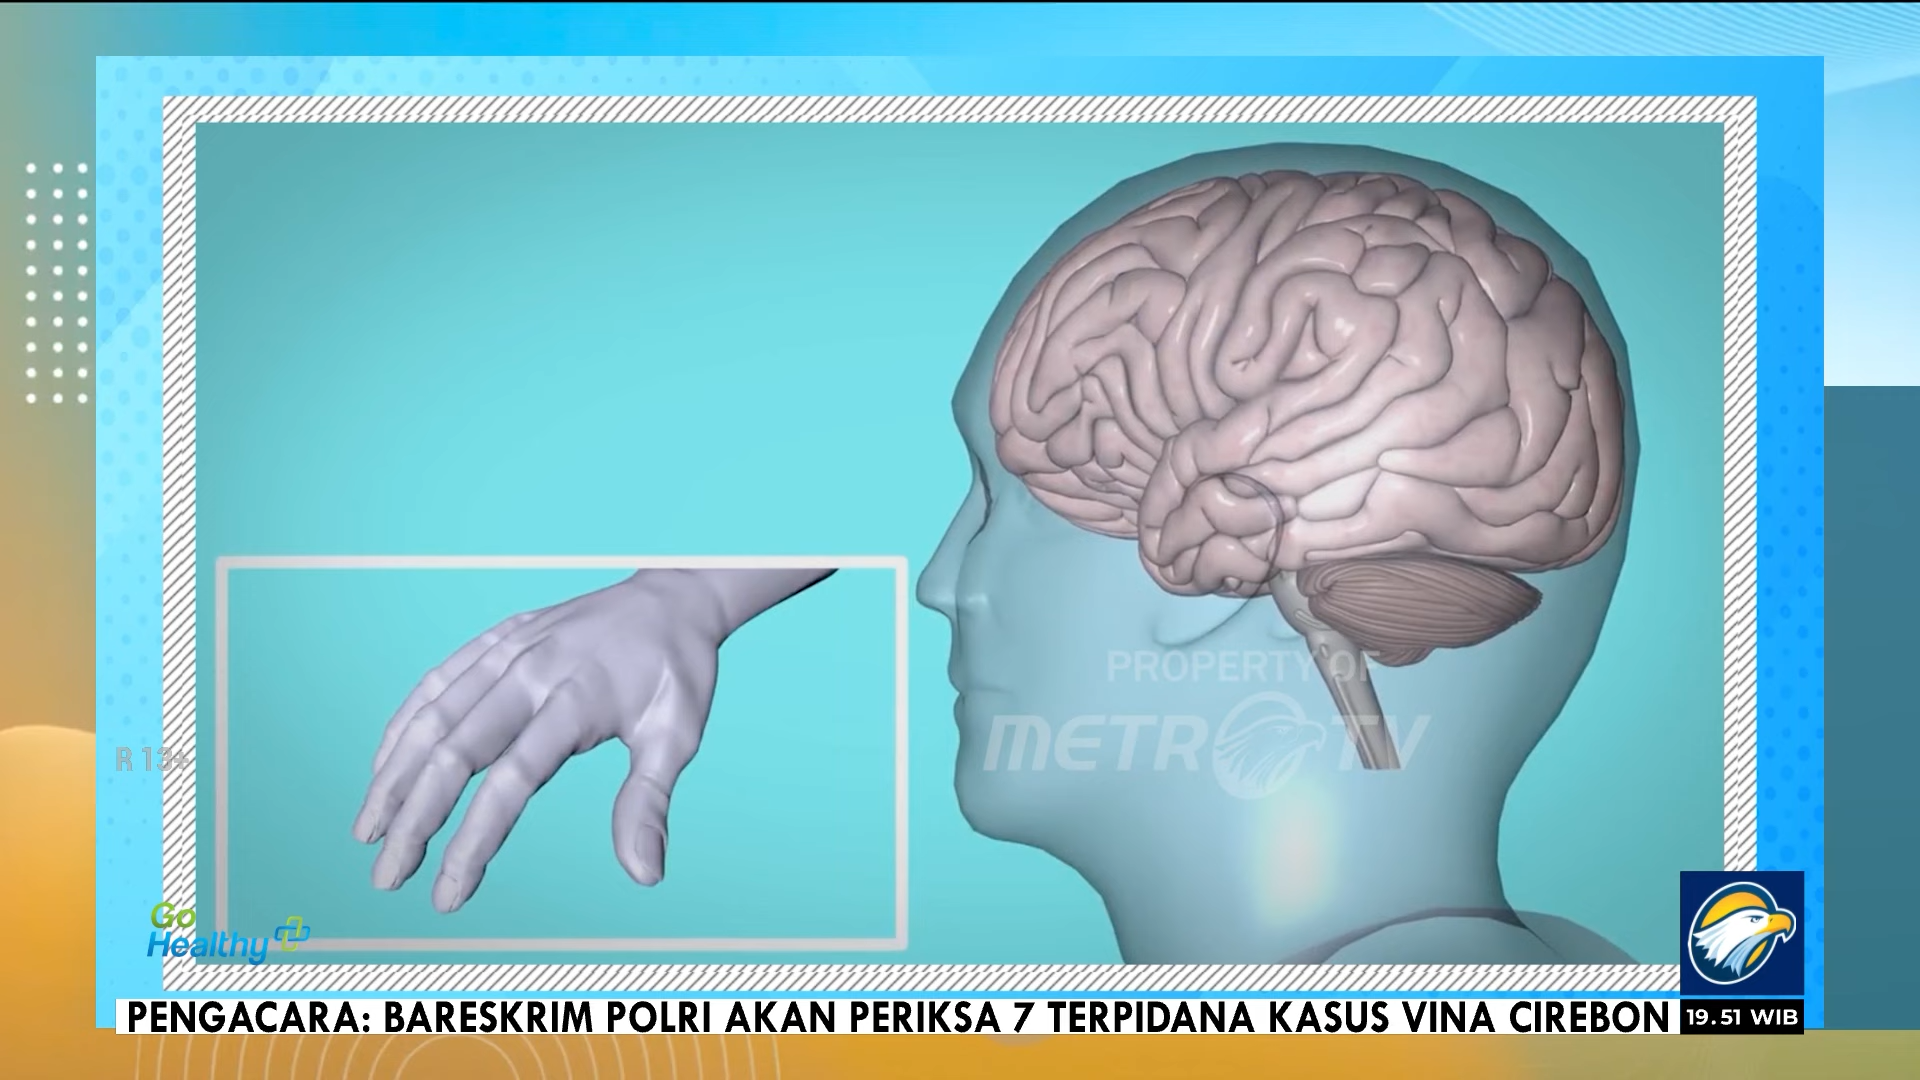 PROPERTY OF
METRO TV
R 13+
Go
Healthy
PENGACARA: BARESKRIM POLRI AKAN PERIKSA 7 TERPIDANA KASUS VINA CIREBON
19.51 WIB